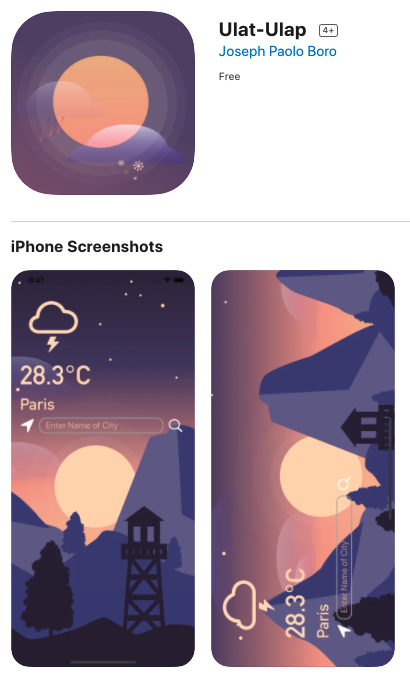 Ulat-Ulap 4+
Joseph Paolo Boro
Free
iPhone Screenshots
28.3°C
Paris
Enter Name of City
28.3°C
Paris
Enter Name of City